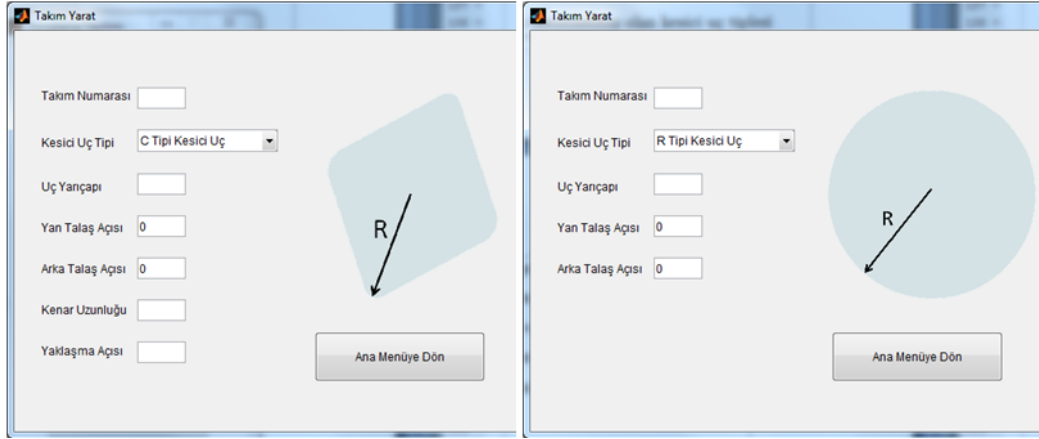 Takım Yarat
Takım Numarası
Kesici Uç Tipi C Tipi Kesici Uç
Uç Yarıçapı
Yan Talaş Açısı 0
Arka Talaş Açısı 0
Kenar Uzunluğu
Yaklaşma Açısı
R
Ana Menüye Dön
Takım Yarat
Takım Numarası
Kesici Uç Tipi R Tipi Kesici Uç
Uç Yarıçapı
Yan Talaş Açısı 0
Arka Talaş Açısı 0
R
Ana Menüye Dön